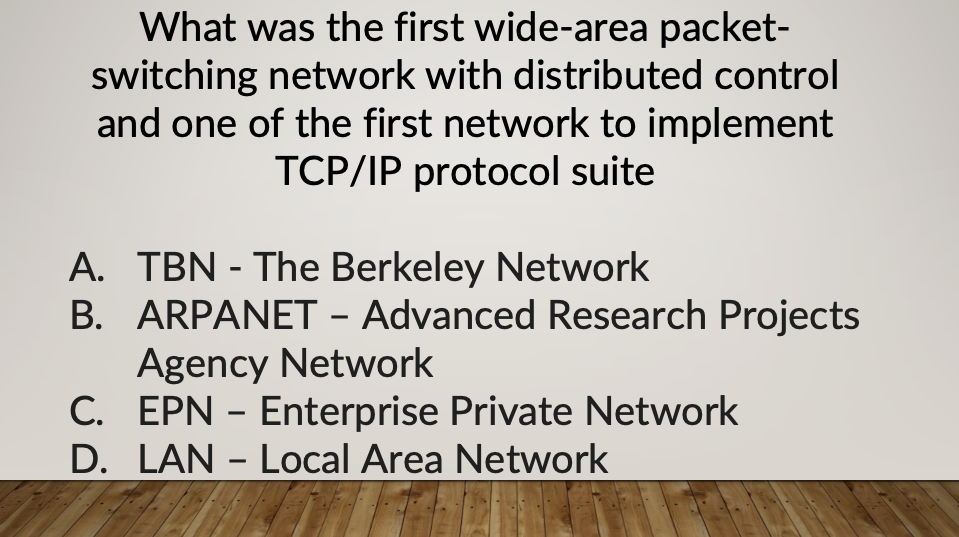 What was the first wide-area packet-
switching network with distributed control
and one of the first network to implement
TCP/IP protocol suite
A. TBN - The Berkeley Network
B. ARPANET – Advanced Research Projects
Agency Network
C. EPN – Enterprise Private Network
D. LAN – Local Area Network